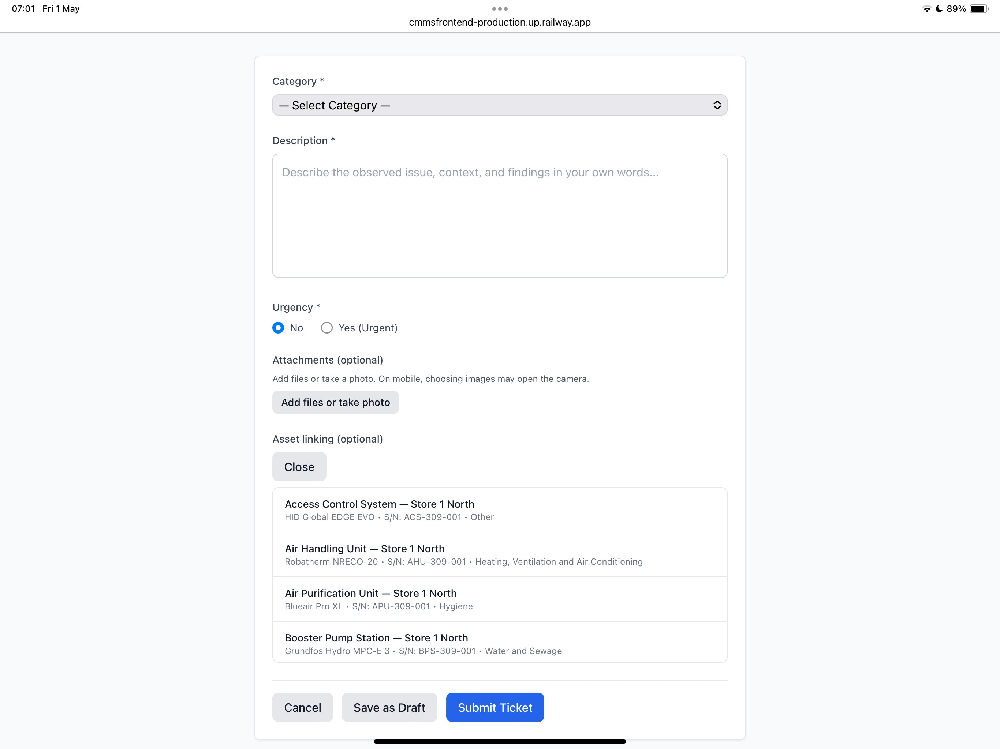 07:01 Fri 1 May
89%
cmmsfrontend-production.up.railway.app
Category *
— Select Category —
Description *
Describe the observed issue, context, and findings in your own words...
Urgency *
No Yes (Urgent)
Attachments (optional)
Add files or take a photo. On mobile, choosing images may open the camera.
Add files or take photo
Asset linking (optional)
Close
Access Control System — Store 1 North
HID Global EDGE EVO • S/N: ACS-309-001 • Other
Air Handling Unit — Store 1 North
Robatherm NRECO-20 • S/N: AHU-309-001 • Heating, Ventilation and Air Conditioning
Air Purification Unit — Store 1 North
Blueair Pro XL • S/N: APU-309-001 • Hygiene
Booster Pump Station — Store 1 North
Grundfos Hydro MPC-E 3 • S/N: BPS-309-001 • Water and Sewage
Cancel Save as Draft Submit Ticket